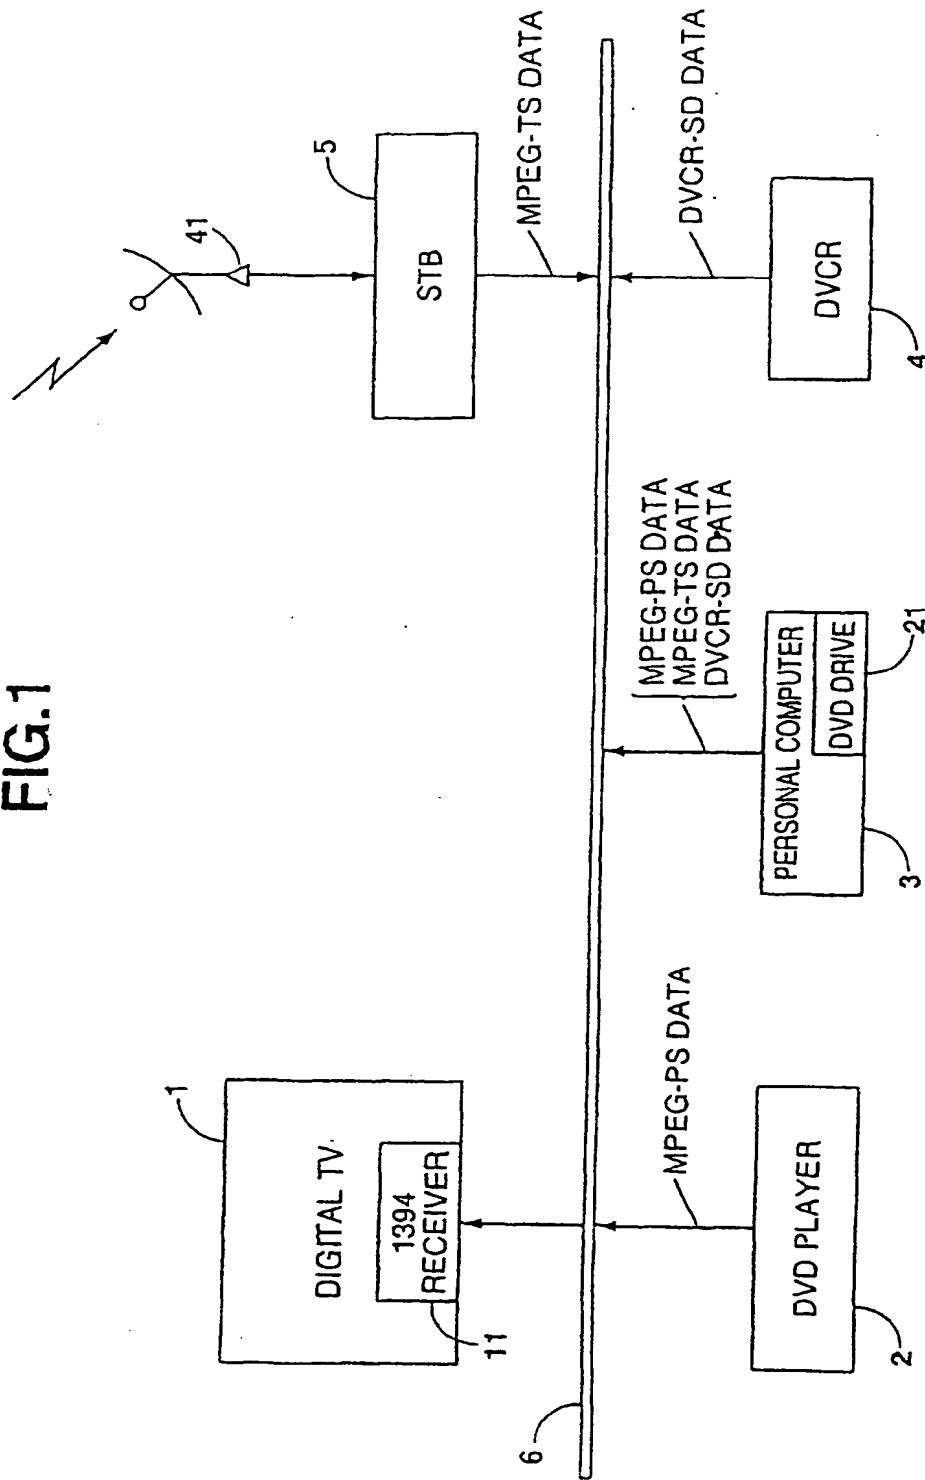 FIG.1
1
DIGITAL TV
1394
RECEIVER
11
41
5
STB
MPEG-TS DATA
6
MPEG-PS DATA
DVD PLAYER
2
MPEG-PS DATA
MPEG-TS DATA
DVCR-SD DATA
PERSONAL COMPUTER
DVD DRIVE
21
3
DVCR-SD DATA
DVCR
4